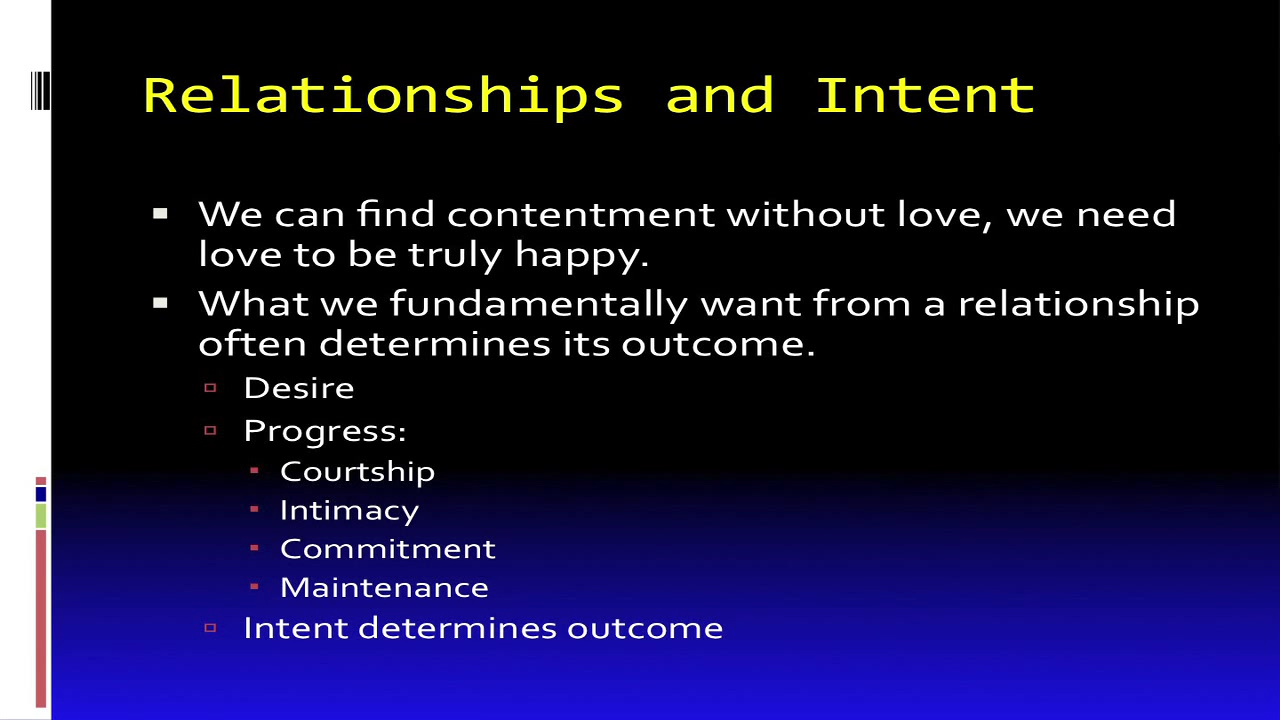 Relationships and Intent
We can find contentment without love, we need
love to be truly happy.
What we fundamentally want from a relationship
often determines its outcome.
Desire
Progress:
Courtship
Intimacy
Commitment
Maintenance
Intent determines outcome